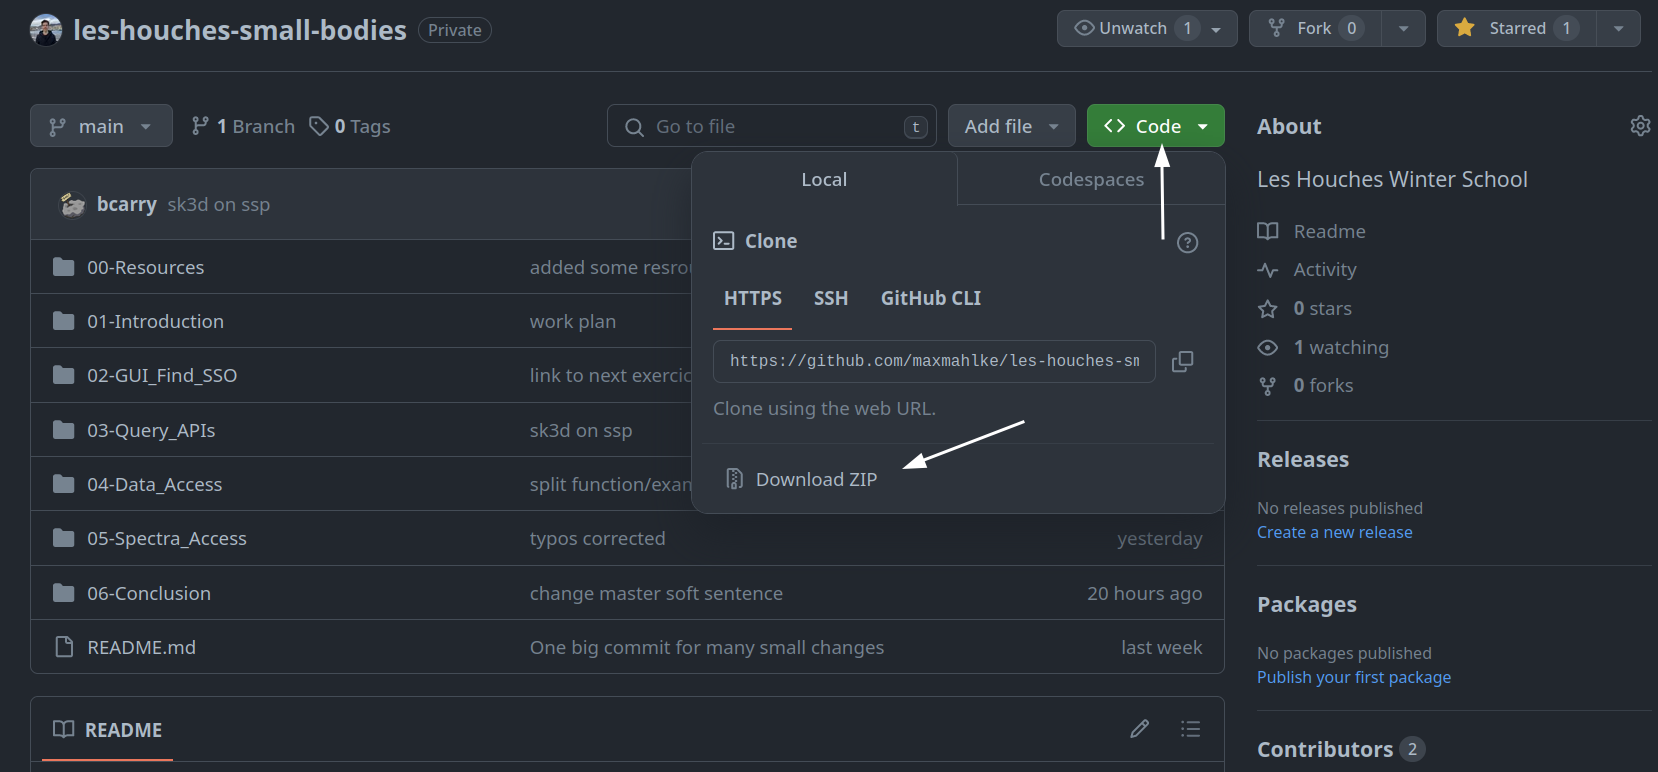 les-houches-small-bodies Private Unwatch 1 Fork 0 Starred 1
main 1 Branch 0 Tags Go to file t Add file Code
Local Codespaces
bcarry sk3d on ssp
Clone
00-Resources added some resrou
01-Introduction work plan
02-GUI_Find_SSO link to next exercic
03-Query_APIs sk3d on ssp
04-Data_Access split function/exan
HTTPS SSH GitHub CLI
https://github.com/maxmahlke/les-houches-sm
Clone using the web URL.
Download ZIP
05-Spectra_Access typos corrected yesterday
06-Conclusion change master soft sentence 20 hours ago
README.md One big commit for many small changes last week
README
About
Les Houches Winter School
Readme
Activity
0 stars
1 watching
0 forks
Releases
No releases published
Create a new release
Packages
No packages published
Publish your first package
Contributors 2